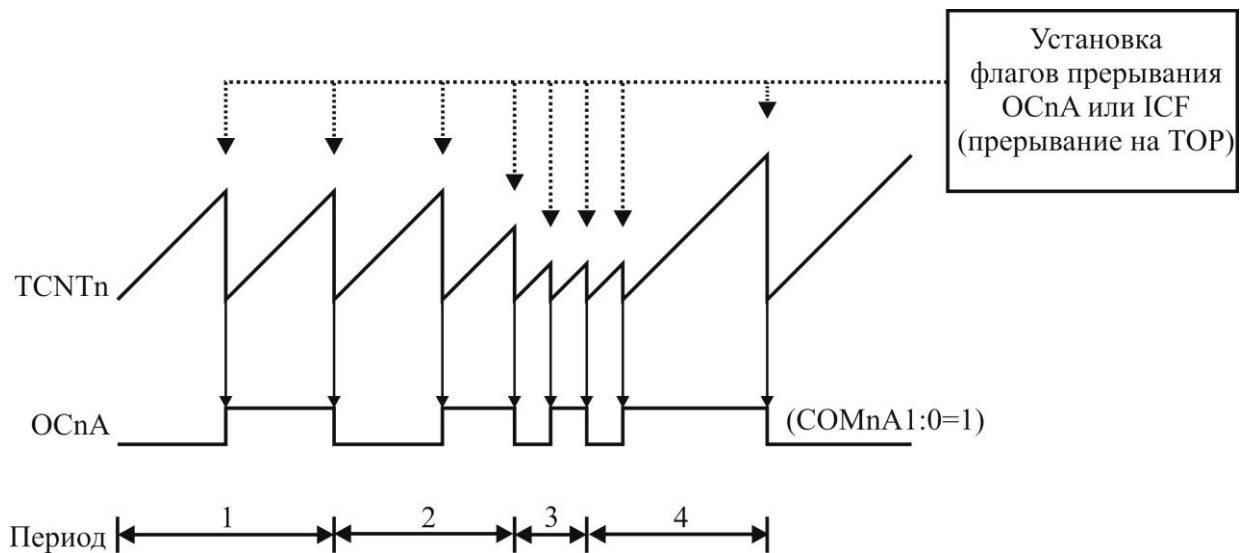 Установка
флагов прерывания
OCnA или ICF
(прерывание на TOP)
TCNTn
OCnA
(COMnA1:0=1)
Период
1
2
3
4